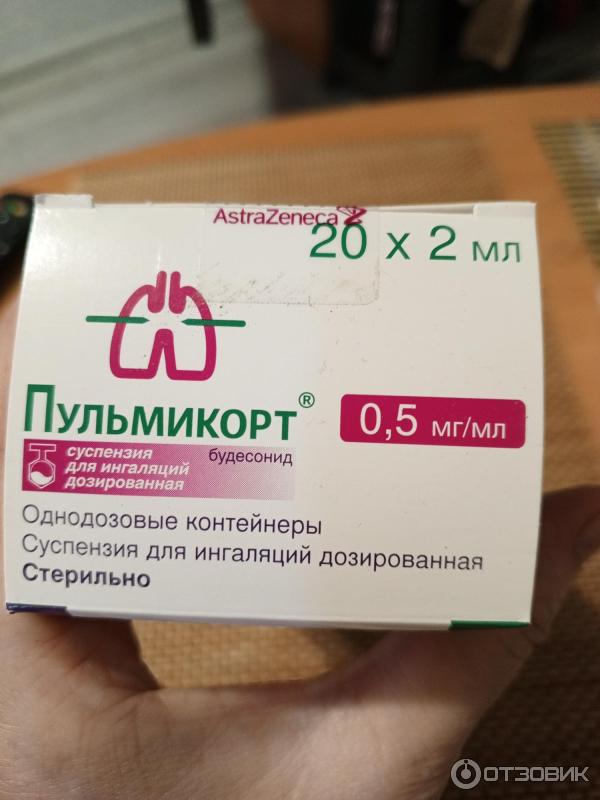 AstraZeneca
20 x 2 мл
ПУЛЬМИКОРТ®
0,5 мг/мл
суспензия
для ингаляций
дозированная
будесонид
Однодозовые контейнеры
Суспензия для ингаляций дозированная
Стерильно
ОТЗОВИК